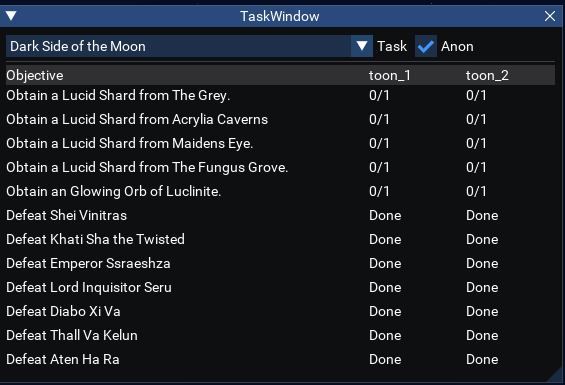 TaskWindow
Dark Side of the Moon Task Anon
Objective toon_1 toon_2
Obtain a Lucid Shard from The Grey. 0/1 0/1
Obtain a Lucid Shard from Acrylia Caverns 0/1 0/1
Obtain a Lucid Shard from Maidens Eye. 0/1 0/1
Obtain a Lucid Shard from The Fungus Grove. 0/1 0/1
Obtain an Glowing Orb of Luclinite. 0/1 0/1
Defeat Shei Vinitras Done Done
Defeat Khati Sha the Twisted Done Done
Defeat Emperor Ssraeshza Done Done
Defeat Lord Inquisitor Seru Done Done
Defeat Diabo Xi Va Done Done
Defeat Thall Va Kelun Done Done
Defeat Aten Ha Ra Done Done